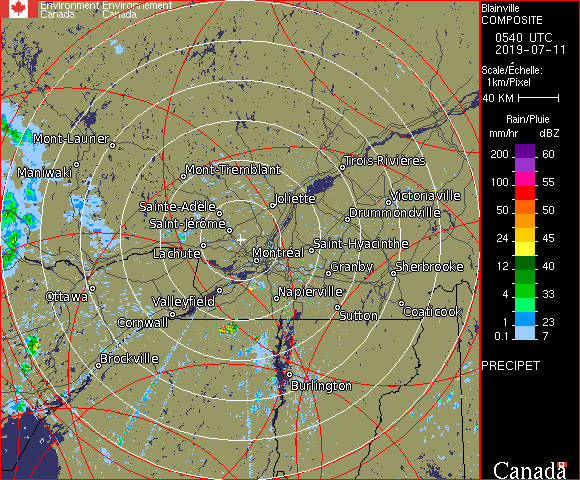 Environment Environnement
Canada Canada
Blainville
COMPOSITE
0540 UTC
2019-07-11
Scale/Échelle:
1km/Pixel
40 KM
Rain/Pluie
mm/hr dBZ
200 60
100 55
50 50
24 45
12 40
4 33
1 23
0.1 7
PRECIPET
Canada
Mont-Laurier
Maniwaki
Mont-Tremblant
Trois-Rivières
Sainte-Adèle
Joliette
Victoriaville
Saint-Jérôme
Drummondville
Lachute
Montréal
Saint-Hyacinthe
Granby
Sherbrooke
Ottawa
Valleyfield
Napierville
Cornwall
Sutton
Coaticook
Brockville
Burlington